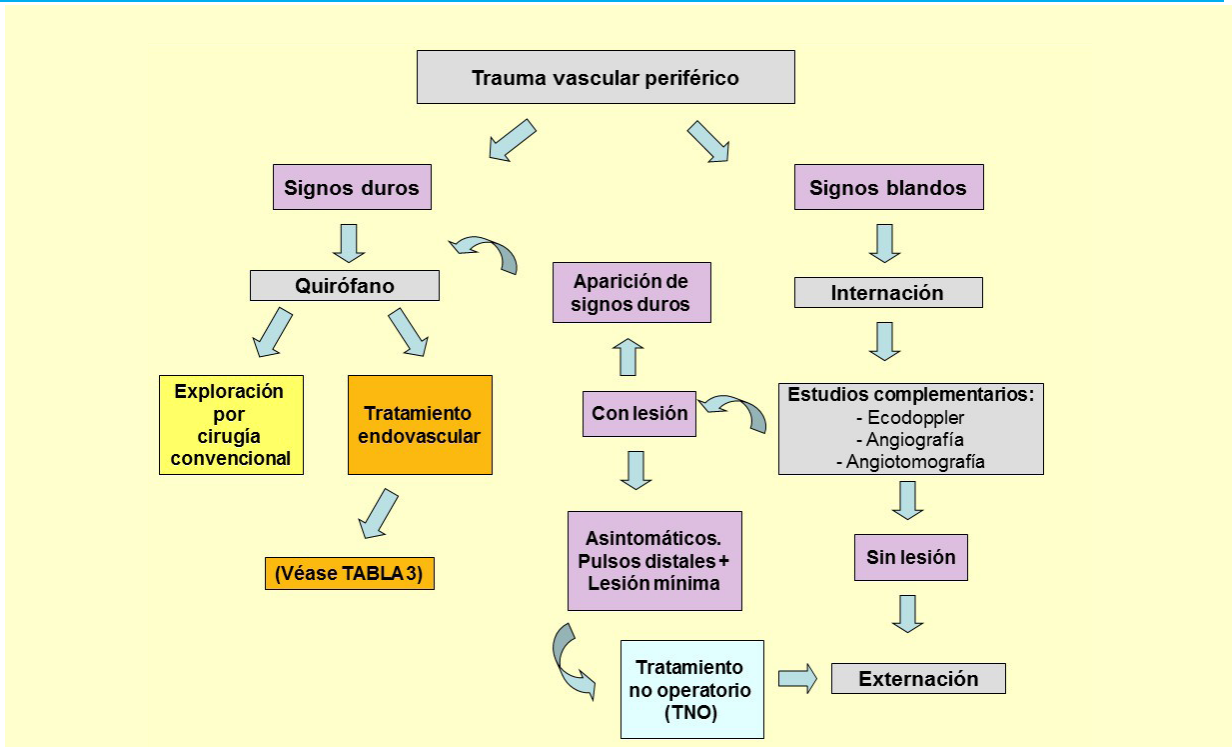 Trauma vascular periférico
Signos duros
Signos blandos
Quirófano
Aparición de
signos duros
Internación
Exploración
por
cirugía
convencional
Tratamiento
endovascular
Con lesión
Estudios complementarios:
- Ecodoppler
- Angiografía
- Angiotomografía
(Véase TABLA 3)
Asintomáticos.
Pulsos distales +
Lesión mínima
Sin lesión
Tratamiento
no operatorio
(TNO)
Externación